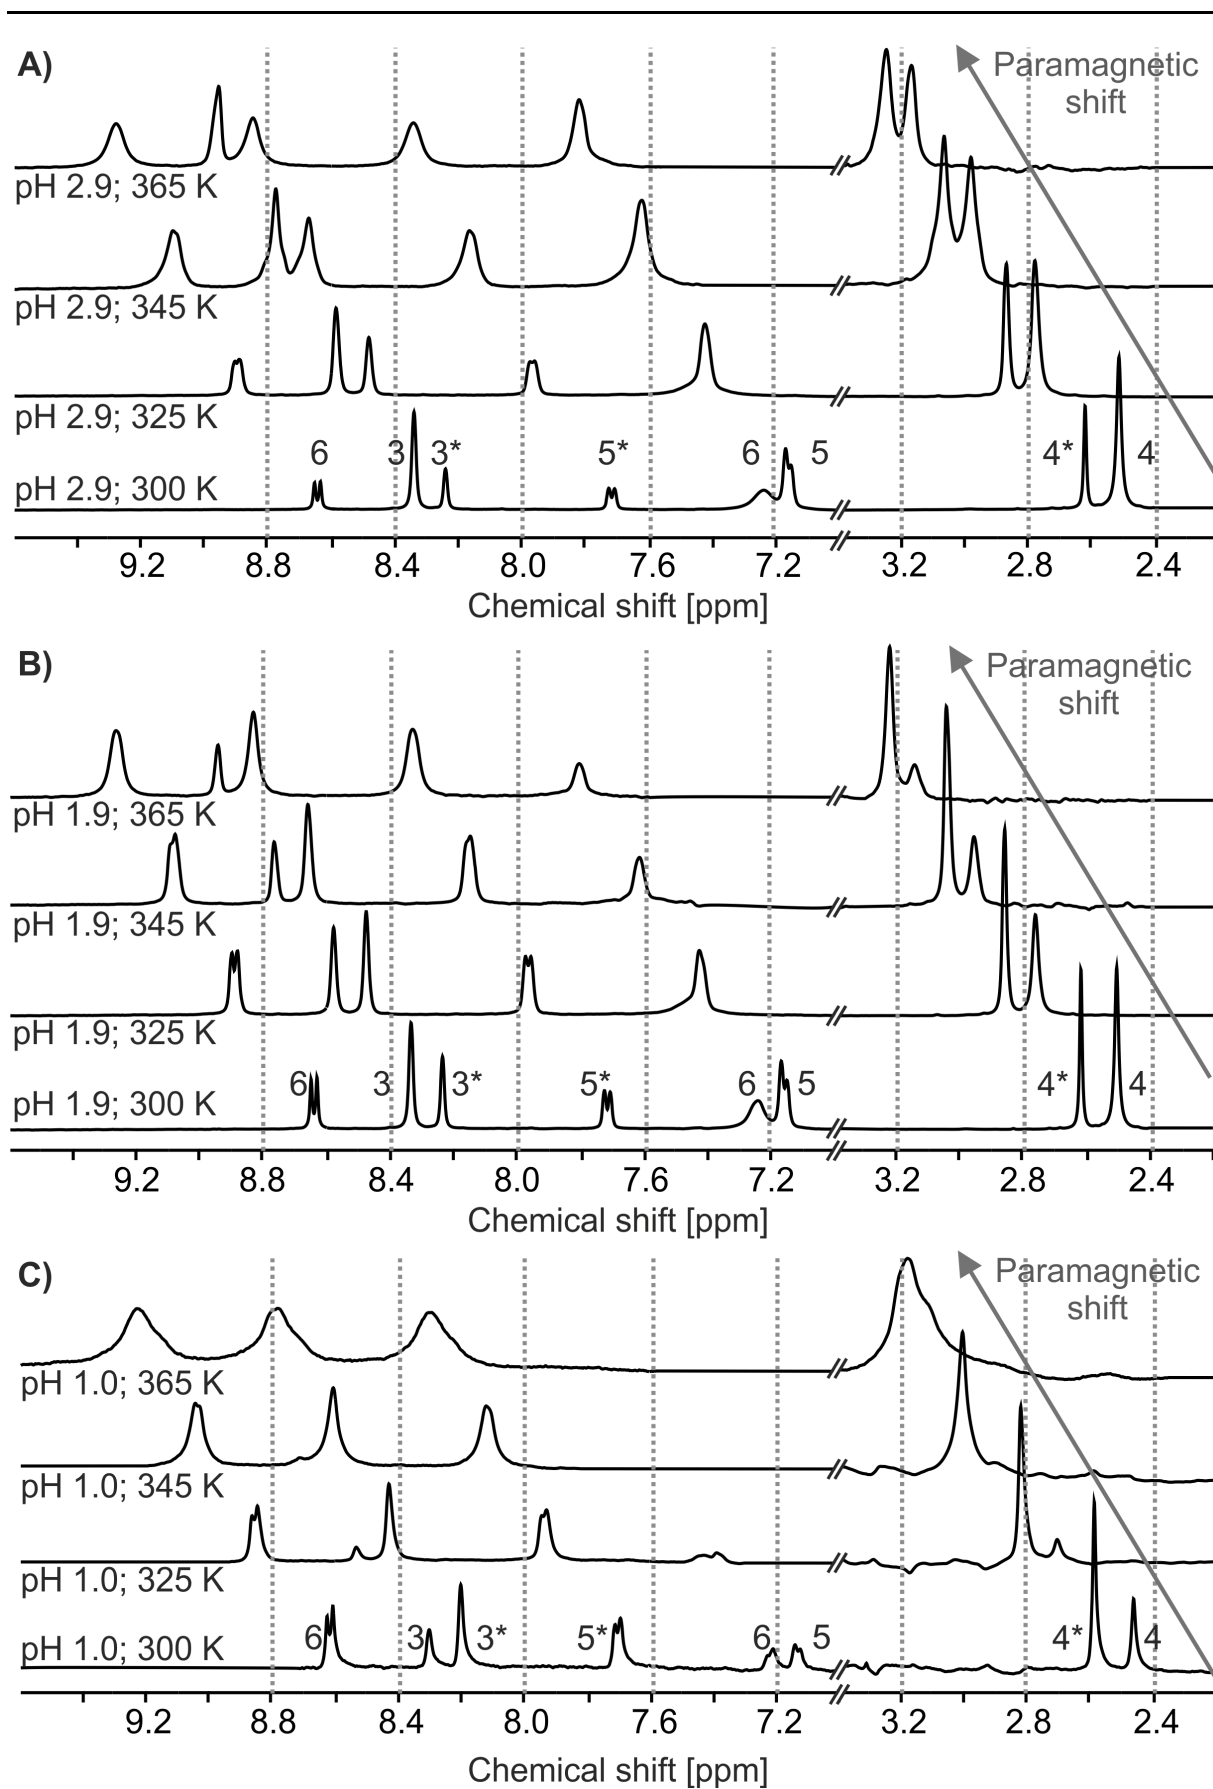 A)
Paramagnetic
shift
pH 2.9; 365 K
pH 2.9; 345 K
pH 2.9; 325 K
6 3 3* 5* 6 5 4* 4
pH 2.9; 300 K
9.2 8.8 8.4 8.0 7.6 7.2 3.2 2.8 2.4
Chemical shift [ppm]
B)
Paramagnetic
shift
pH 1.9; 365 K
pH 1.9; 345 K
pH 1.9; 325 K
6 3 3* 5* 6 5 4* 4
pH 1.9; 300 K
9.2 8.8 8.4 8.0 7.6 7.2 3.2 2.8 2.4
Chemical shift [ppm]
C)
Paramagnetic
shift
pH 1.0; 365 K
pH 1.0; 345 K
pH 1.0; 325 K
6 3 3* 5* 6 5 4* 4
pH 1.0; 300 K
9.2 8.8 8.4 8.0 7.6 7.2 3.2 2.8 2.4
Chemical shift [ppm]